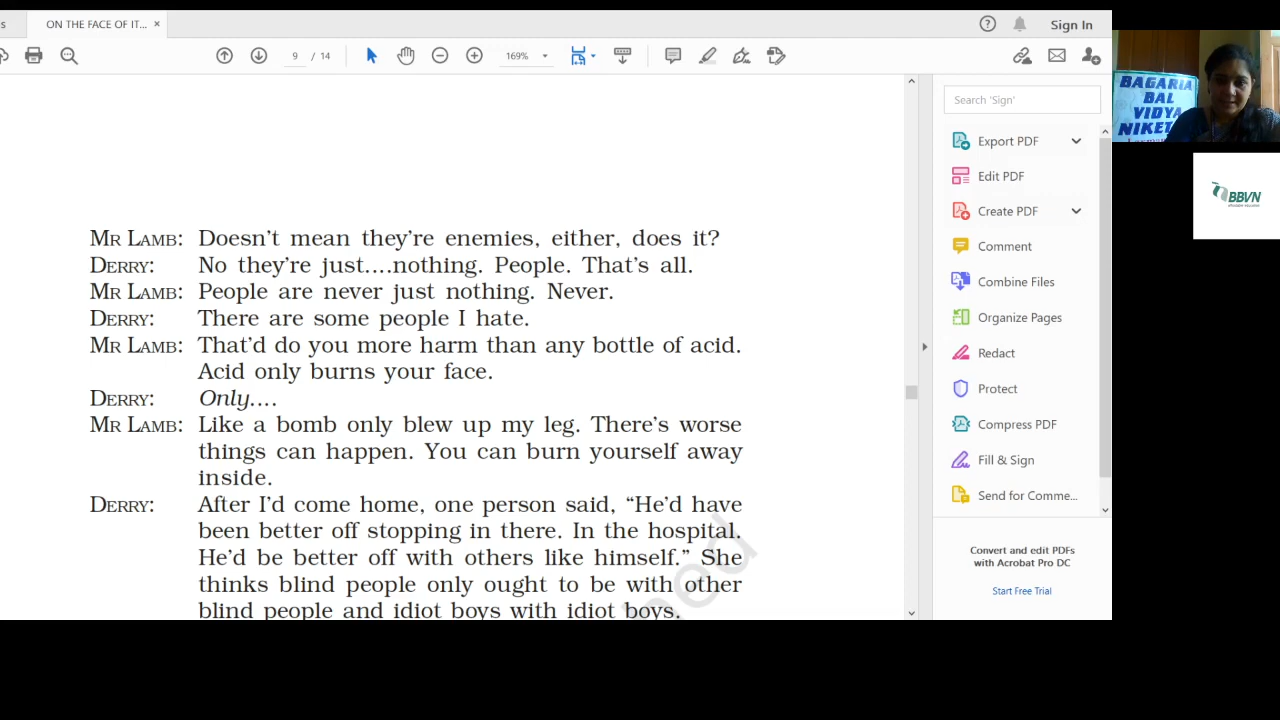 s
ON THE FACE OF IT... ×
Sign In
9 / 14
169%
Search 'Sign'
Export PDF
Edit PDF
Create PDF
Comment
Combine Files
Organize Pages
Redact
Protect
Compress PDF
Fill & Sign
Send for Comme...
Convert and edit PDFs
with Acrobat Pro DC
Start Free Trial
MR LAMB: Doesn't mean they're enemies, either, does it?
DERRY: No they're just....nothing. People. That's all.
MR LAMB: People are never just nothing. Never.
DERRY: There are some people I hate.
MR LAMB: That'd do you more harm than any bottle of acid.
Acid only burns your face.
DERRY: Only....
MR LAMB: Like a bomb only blew up my leg. There's worse
things can happen. You can burn yourself away
inside.
DERRY: After I'd come home, one person said, “He'd have
been better off stopping in there. In the hospital.
He'd be better off with others like himself.” She
thinks blind people only ought to be with other
blind people and idiot boys with idiot boys.
BAGARIA
BAL
VIDYA
NIKET
BBVN